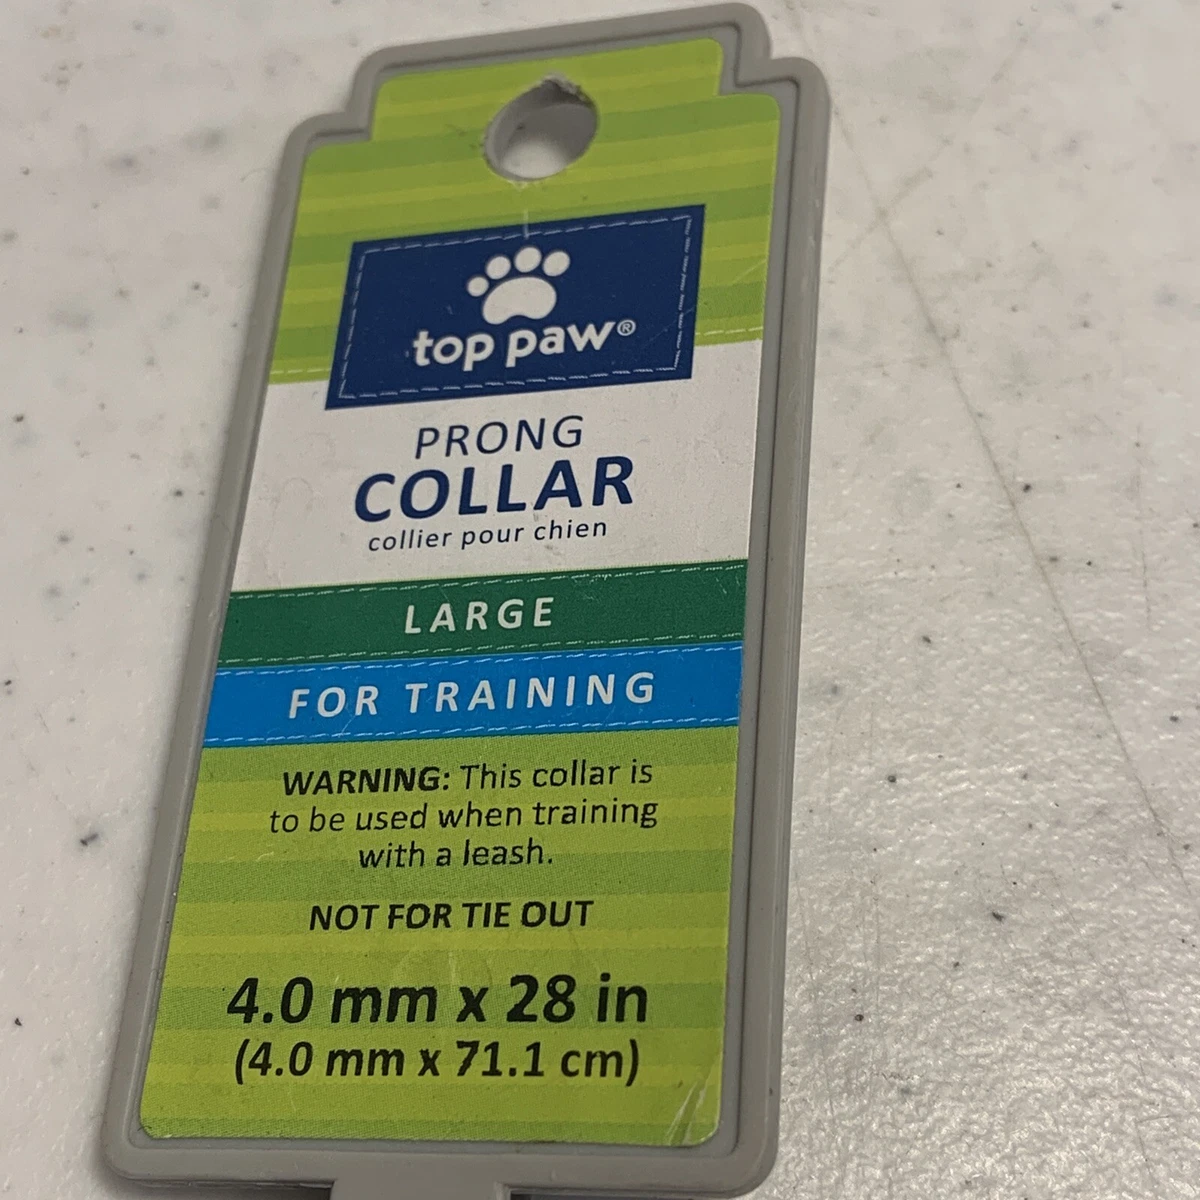 top paw®
PRONG
COLLAR
collier pour chien
LARGE
FOR TRAINING
WARNING: This collar is
to be used when training
with a leash.
NOT FOR TIE OUT
4.0 mm x 28 in
(4.0 mm x 71.1 cm)